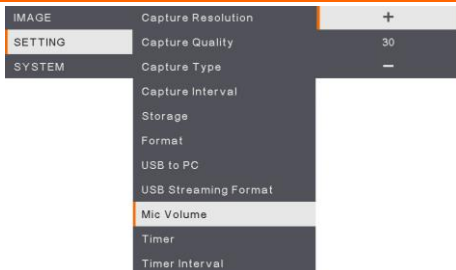 IMAGE
SETTING
SYSTEM
Capture Resolution
Capture Quality
Capture Type
Capture Interval
Storage
Format
USB to PC
USB Streaming Format
Mic Volume
Timer
Timer Interval
+
30
−